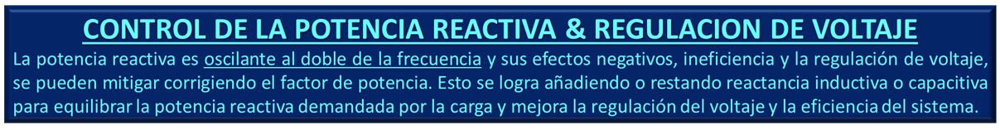 CONTROL DE LA POTENCIA REACTIVA & REGULACION DE VOLTAJE
La potencia reactiva es oscilante al doble de la frecuencia y sus efectos negativos, ineficiencia y la regulación de voltaje,
se pueden mitigar corrigiendo el factor de potencia. Esto se logra añadiendo o restando reactancia inductiva o capacitiva
para equilibrar la potencia reactiva demandada por la carga y mejora la regulación del voltaje y la eficiencia del sistema.